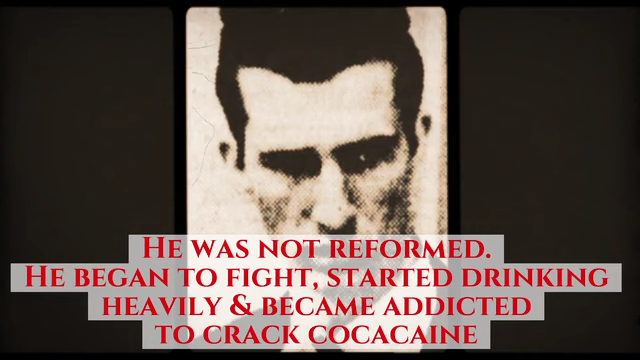 He was not reformed.
He began to fight, started drinking
heavily & became addicted
to crack cocacaine